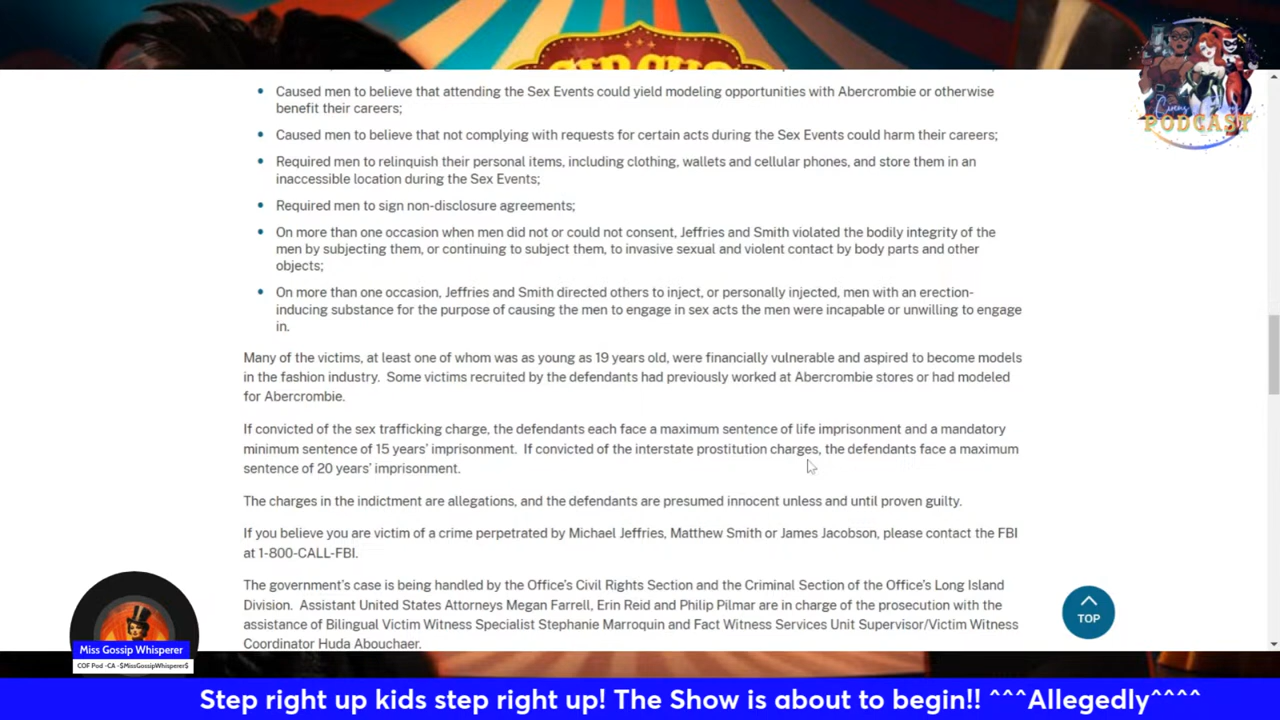 CIRCUS
PODCAST
Caused men to believe that attending the Sex Events could yield modeling opportunities with Abercrombie or otherwise
benefit their careers;
Caused men to believe that not complying with requests for certain acts during the Sex Events could harm their careers;
Required men to relinquish their personal items, including clothing, wallets and cellular phones, and store them in an
inaccessible location during the Sex Events;
Required men to sign non-disclosure agreements;
On more than one occasion when men did not or could not consent, Jeffries and Smith violated the bodily integrity of the
men by subjecting them, or continuing to subject them, to invasive sexual and violent contact by body parts and other
objects;
On more than one occasion, Jeffries and Smith directed others to inject, or personally injected, men with an erection-
inducing substance for the purpose of causing the men to engage in sex acts the men were incapable or unwilling to engage
in.
Many of the victims, at least one of whom was as young as 19 years old, were financially vulnerable and aspired to become models
in the fashion industry.  Some victims recruited by the defendants had previously worked at Abercrombie stores or had modeled
for Abercrombie.
If convicted of the sex trafficking charge, the defendants each face a maximum sentence of life imprisonment and a mandatory
minimum sentence of 15 years’ imprisonment.  If convicted of the interstate prostitution charges, the defendants face a maximum
sentence of 20 years’ imprisonment.
The charges in the indictment are allegations, and the defendants are presumed innocent unless and until proven guilty.
If you believe you are victim of a crime perpetrated by Michael Jeffries, Matthew Smith or James Jacobson, please contact the FBI
at 1-800-CALL-FBI.
The government’s case is being handled by the Office’s Civil Rights Section and the Criminal Section of the Office’s Long Island
Division.  Assistant United States Attorneys Megan Farrell, Erin Reid and Philip Pilmar are in charge of the prosecution with the
assistance of Bilingual Victim Witness Specialist Stephanie Marroquin and Fact Witness Services Unit Supervisor/Victim Witness
Coordinator Huda Abouchaer.
TOP
Miss Gossip Whisperer
COF Pod -CA -$MissGossipWhisperer$
Step right up kids step right up! The Show is about to begin!! ^^^Allegedly^^^^